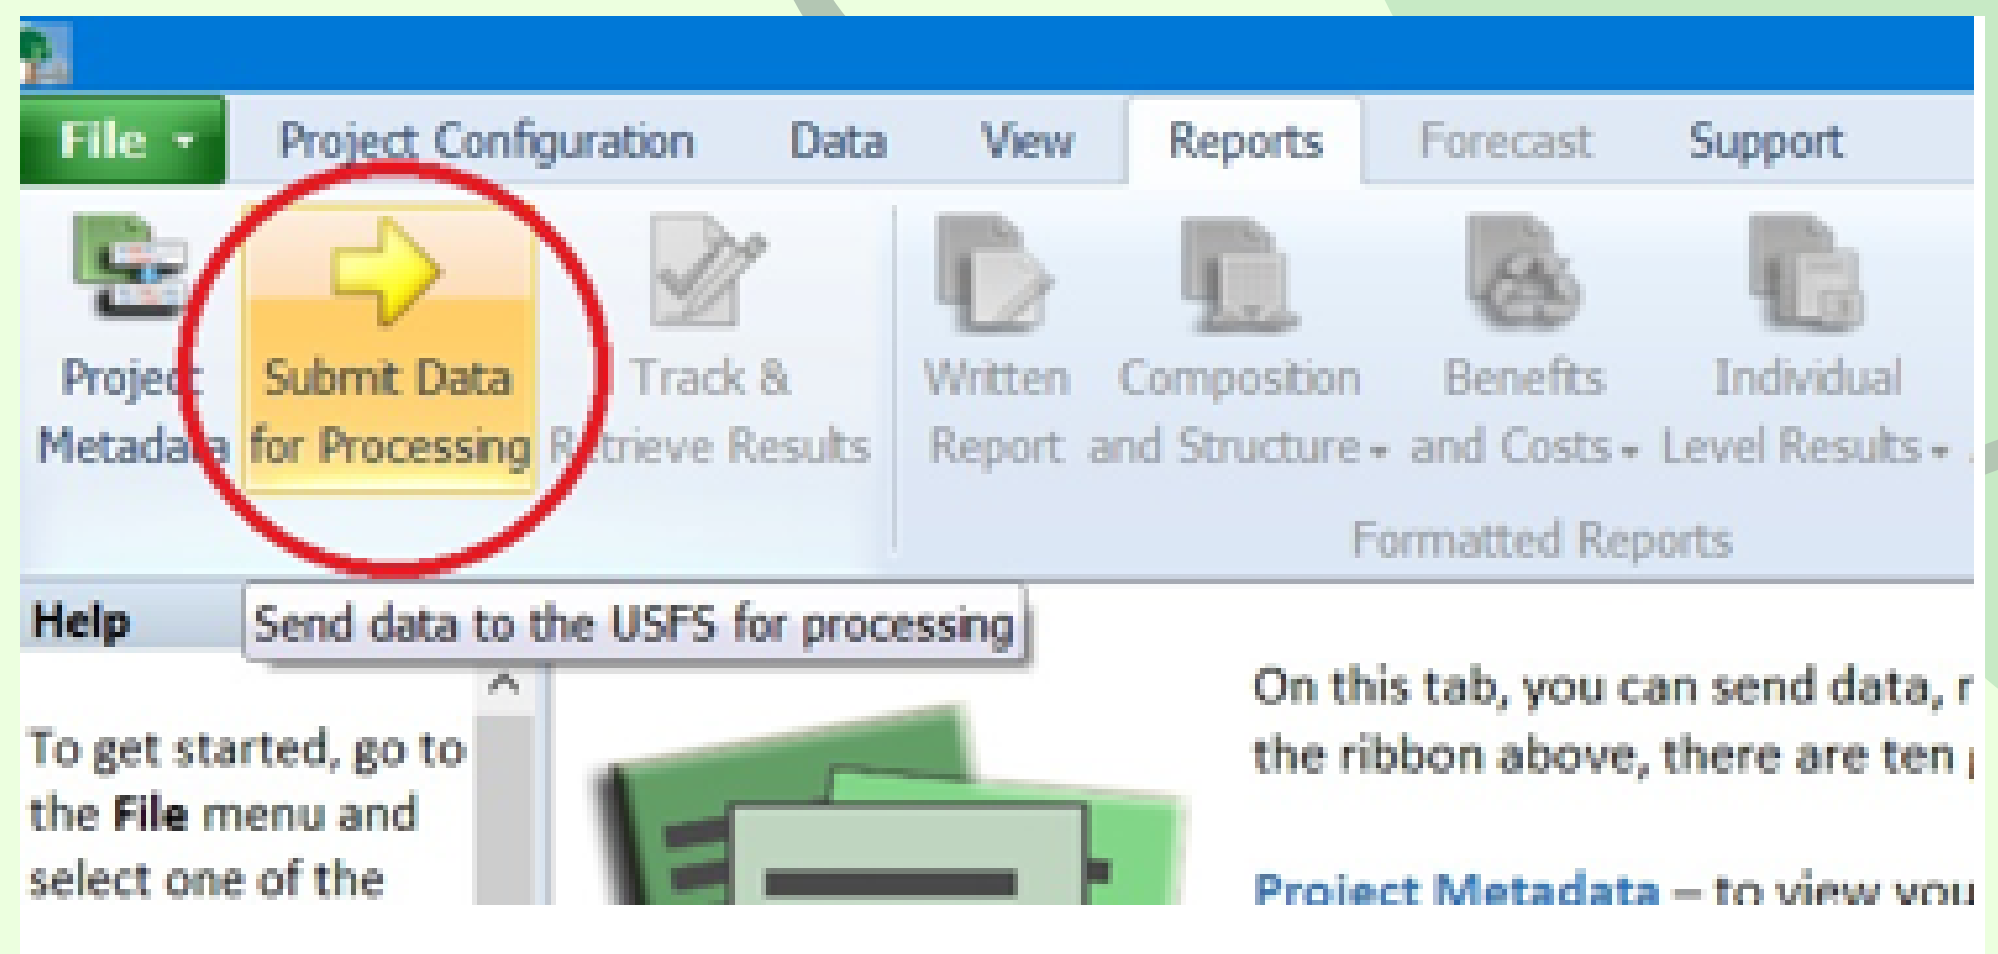 File Project Configuration Data View Reports Forecast Support
Project Metadata
Submit Data for Processing
Track & Retrieve Results
Written Report
Composition and Structure
Benefits and Costs
Individual Level Results
Formatted Reports
Help
Send data to the USFS for processing
To get started, go to
the File menu and
select one of the
On this tab, you can send data,
the ribbon above, there are ten
Project Metadata – to view you